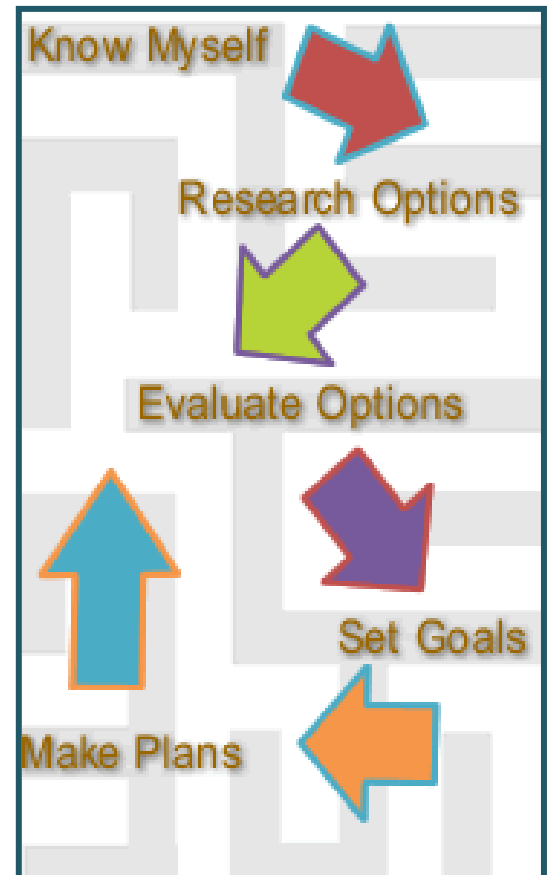 Know Myself
Research Options
Evaluate Options
Set Goals
Make Plans